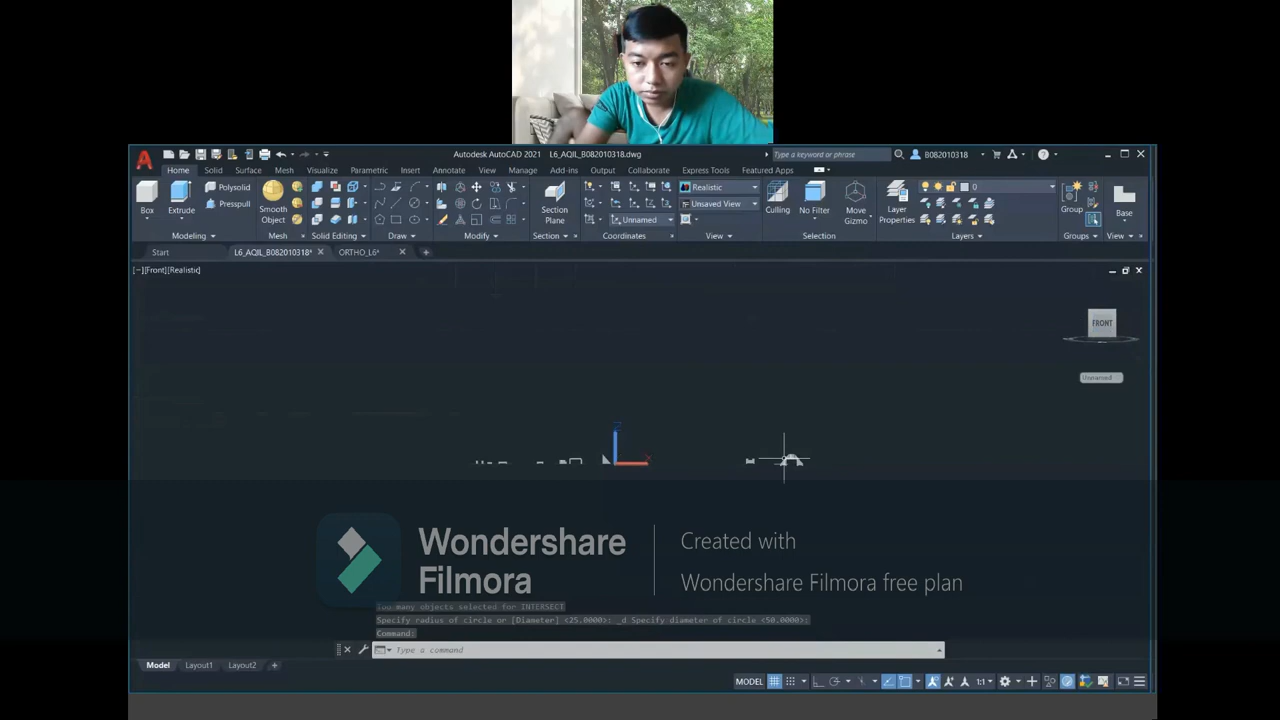 Autodesk AutoCAD 2021 L6_AQIL_B082010318.dwg
Type a keyword or phrase
B082010318
Home Solid Surface Mesh Visualize Parametric Insert Annotate View Manage Add-ins Output Collaborate Express Tools Featured Apps
Box
Extrude
Polysolid
Presspull
Smooth Object
Section Plane
Unnamed
Realistic
Unsaved View
Culling
No Filter
Move Gizmo
Layer Properties
0
Group
Base
Modeling
Mesh
Solid Editing
Draw
Modify
Section
Coordinates
View
Selection
Layers
Groups
View
Start
L6_AQIL_B082010318*
ORTHO_L6*
[−][Front][Realistic]
FRONT
Unnamed
Z
X
Wondershare
Filmora
Created with
Wondershare Filmora free plan
Too many objects selected for INTERSECT
Specify radius of circle or [Diameter] <25.0000>: _d Specify diameter of circle <50.0000>:
Command:
Type a command
Model Layout1 Layout2
MODEL
1:1